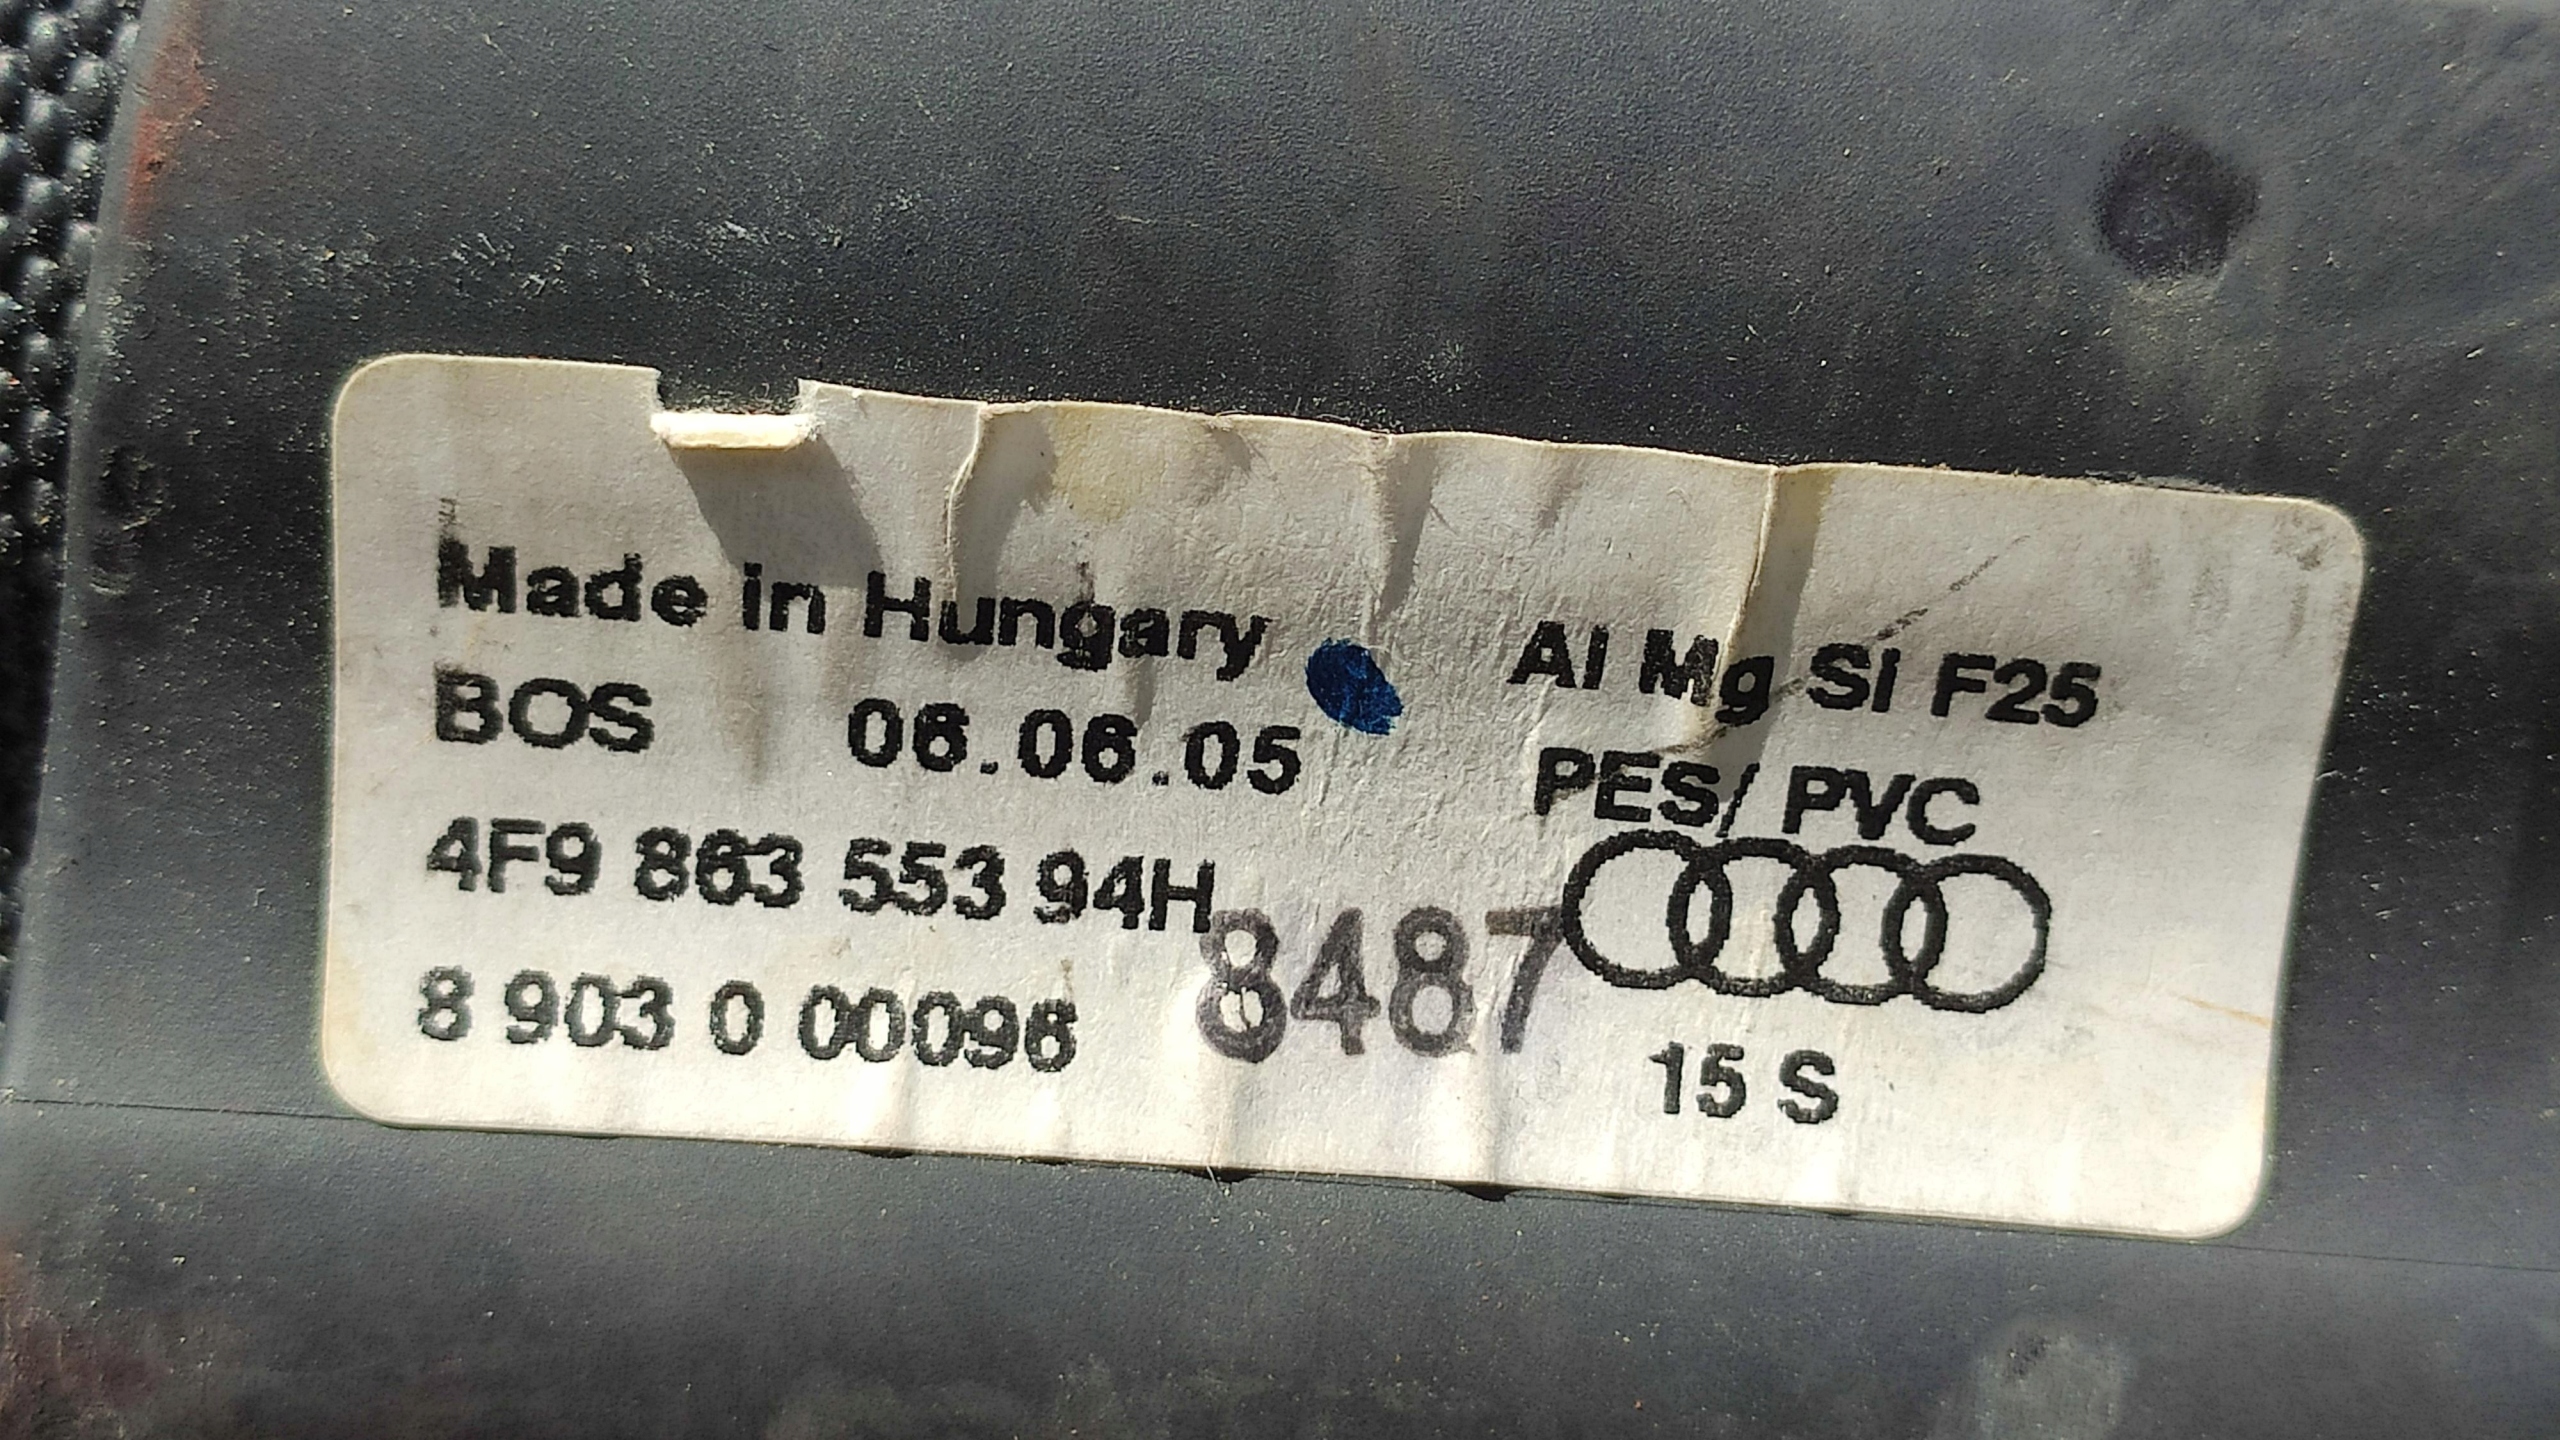 Made in Hungary
Al Mg Si F25
BOS 06.06.05
PES/ PVC
4F9 863 553 94H
8487
8 903 0 00096
15 S